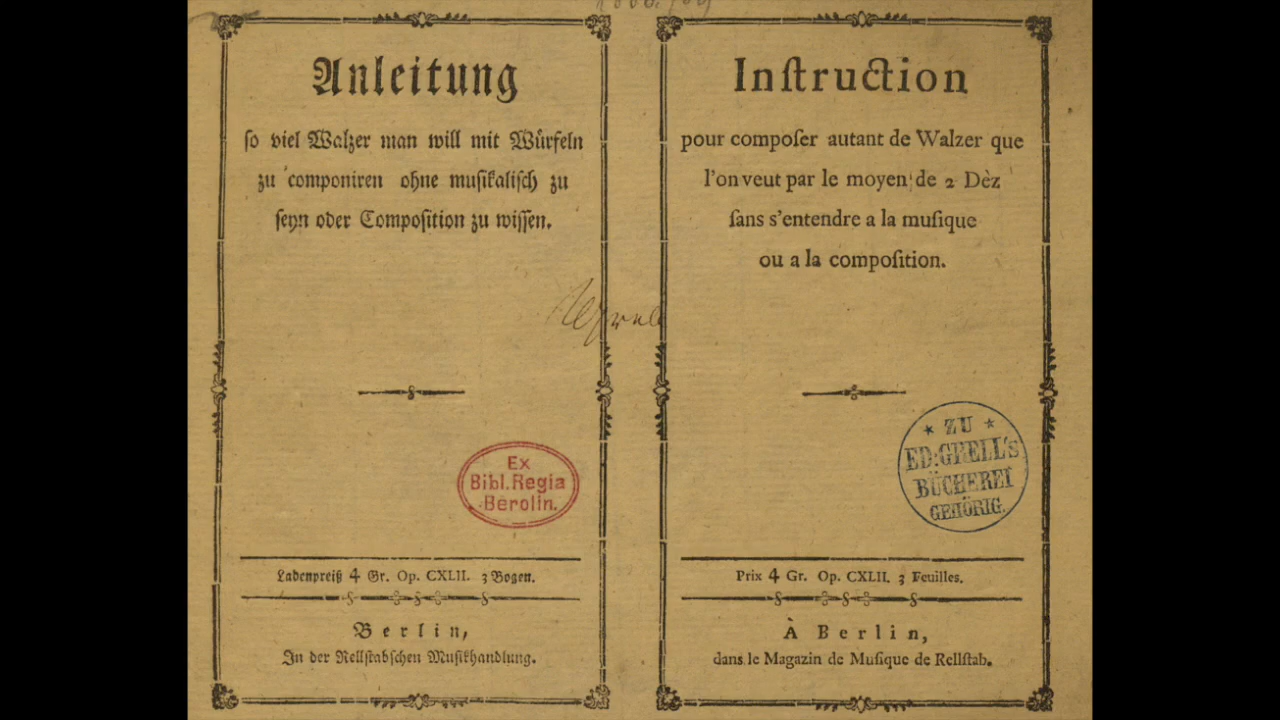 Anleitung
so viel Walzer man will mit Würfeln
zu componiren ohne musikalisch zu
seyn oder Composition zu wissen.
Ex
Bibl. Regia
Berolin.
Ladenpreiß 4 Gr. Op. CXLII. 3 Bogen.
Berlin,
In der Rellstabschen Musikhandlung.
Inſtruction
pour compoſer autant de Walzer que
l'on veut par le moyen de 2 Dèz
ſans s'entendre a la muſique
ou a la compoſition.
ZU
ED: GRELL's
BÜCHEREI
GEHÖRIG.
Prix 4 Gr. Op. CXLII. 3 Feuilles.
À Berlin,
dans le Magazin de Muſique de Rellſtab.